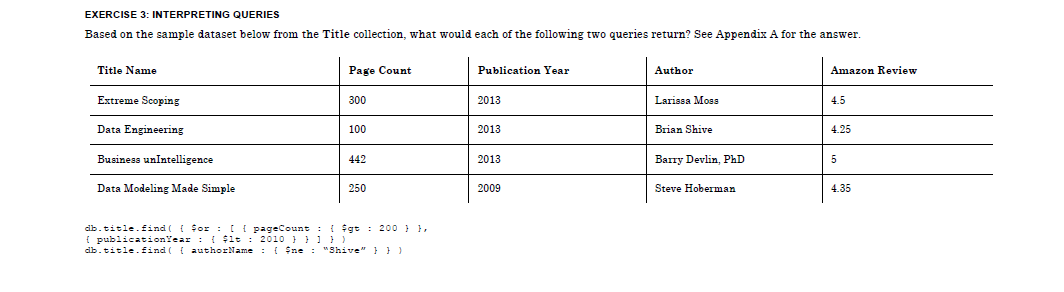 EXERCISE 3: INTERPRETING QUERIES
Based on the sample dataset below from the Title collection, what would each of the following two queries return? See Appendix A for the answer.
Title Name Page Count Publication Year Author Amazon Review
Extreme Scoping 300 2013 Larissa Moss 4.5
Data Engineering 100 2013 Brian Shive 4.25
Business unIntelligence 442 2013 Barry Devlin, PhD 5
Data Modeling Made Simple 250 2009 Steve Hoberman 4.35
db.title.find( { $or : [ { pageCount : { $gt : 200 } },
{ publicationYear : { $lt : 2010 } } ] } )
db.title.find( { authorName : { $ne : “Shive” } } )